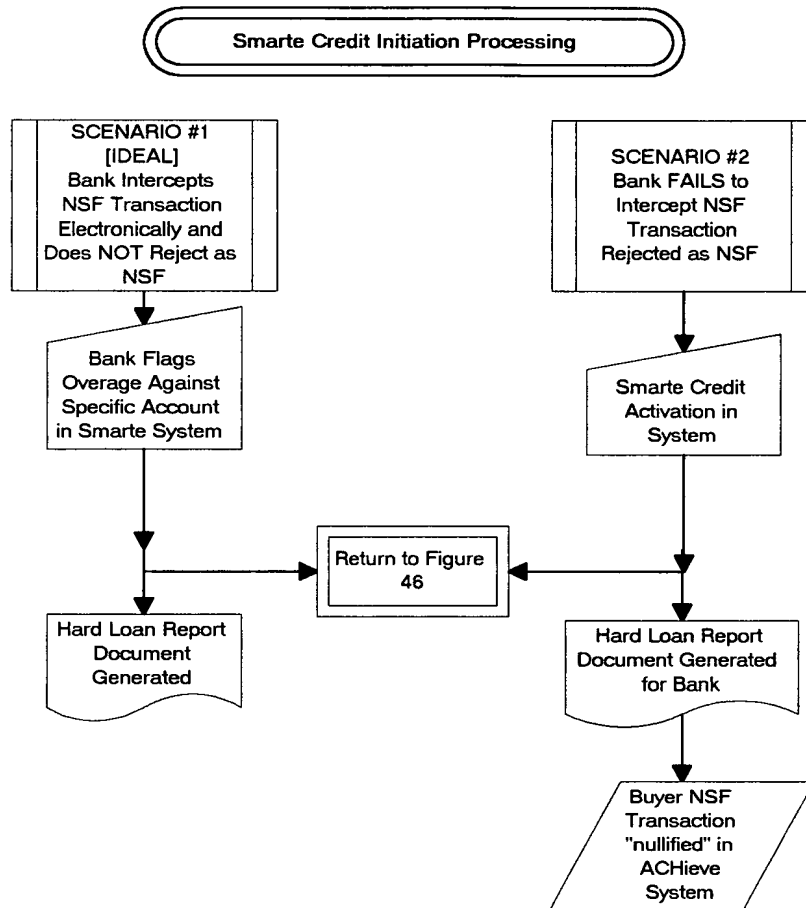 Smarte Credit Initiation Processing
SCENARIO #1
[IDEAL]
Bank Intercepts
NSF Transaction
Electronically and
Does NOT Reject as
NSF
SCENARIO #2
Bank FAILS to
Intercept NSF
Transaction
Rejected as NSF
Bank Flags
Overage Against
Specific Account
in Smarte System
Smarte Credit
Activation in
System
Return to Figure
46
Hard Loan Report
Document
Generated
Hard Loan Report
Document Generated
for Bank
Buyer NSF
Transaction
"nullified" in
ACHieve
System